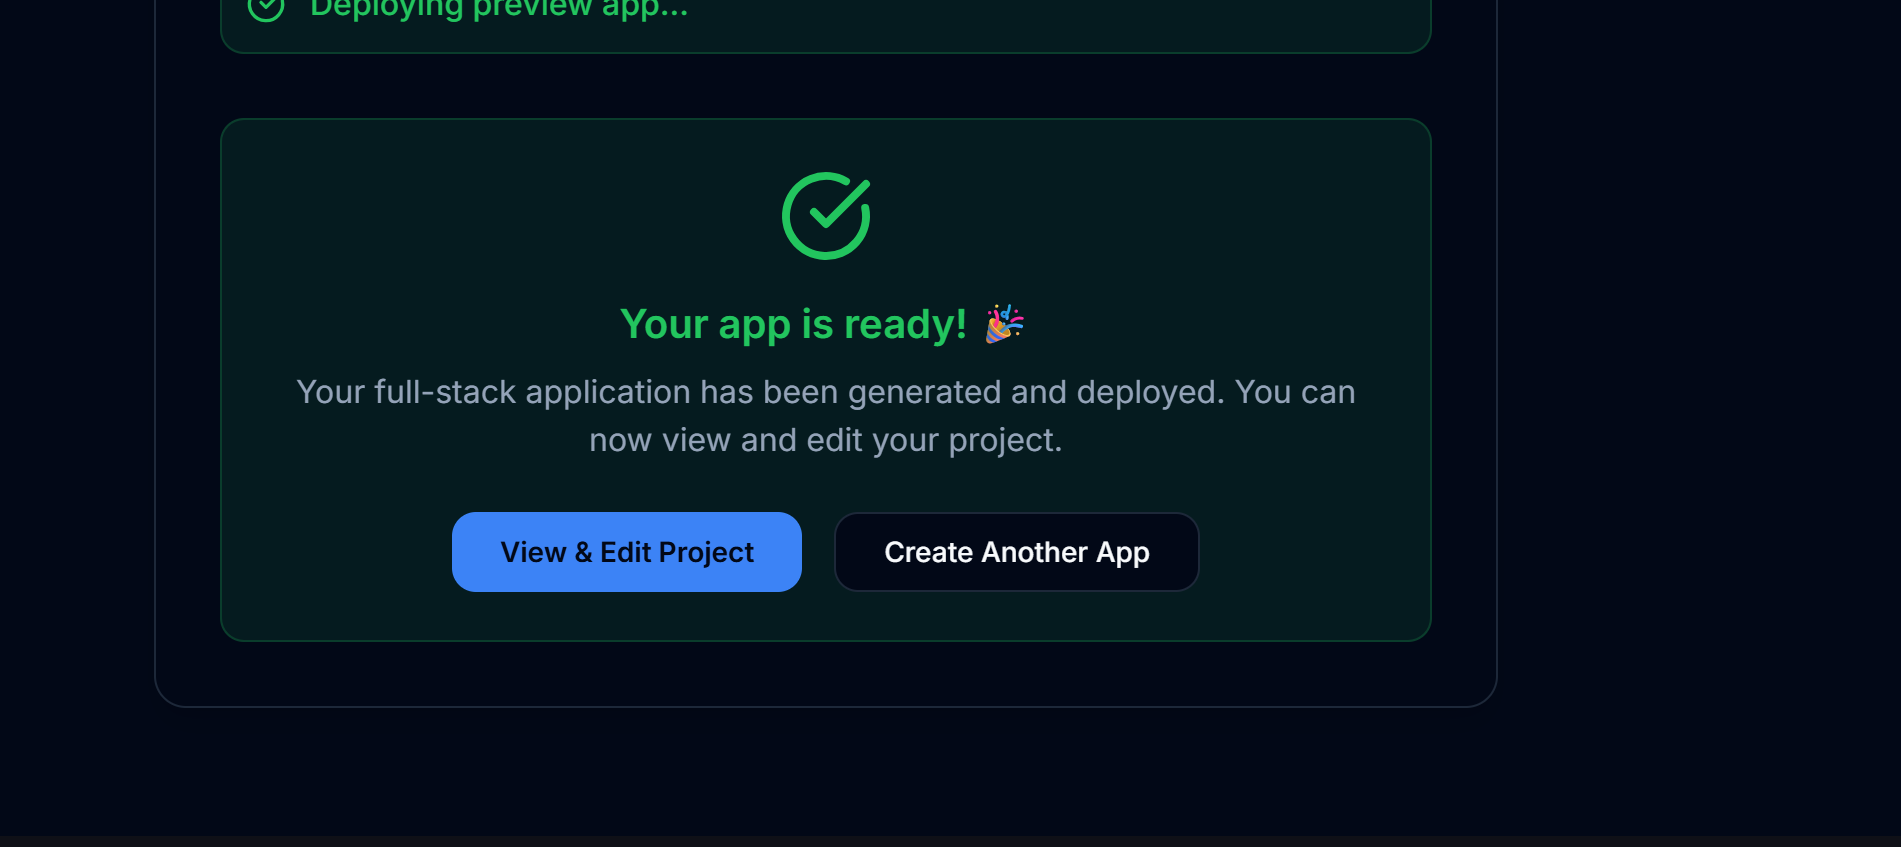 Deploying preview app...
Your app is ready! 🎉
Your full-stack application has been generated and deployed. You can
now view and edit your project.
View & Edit Project
Create Another App